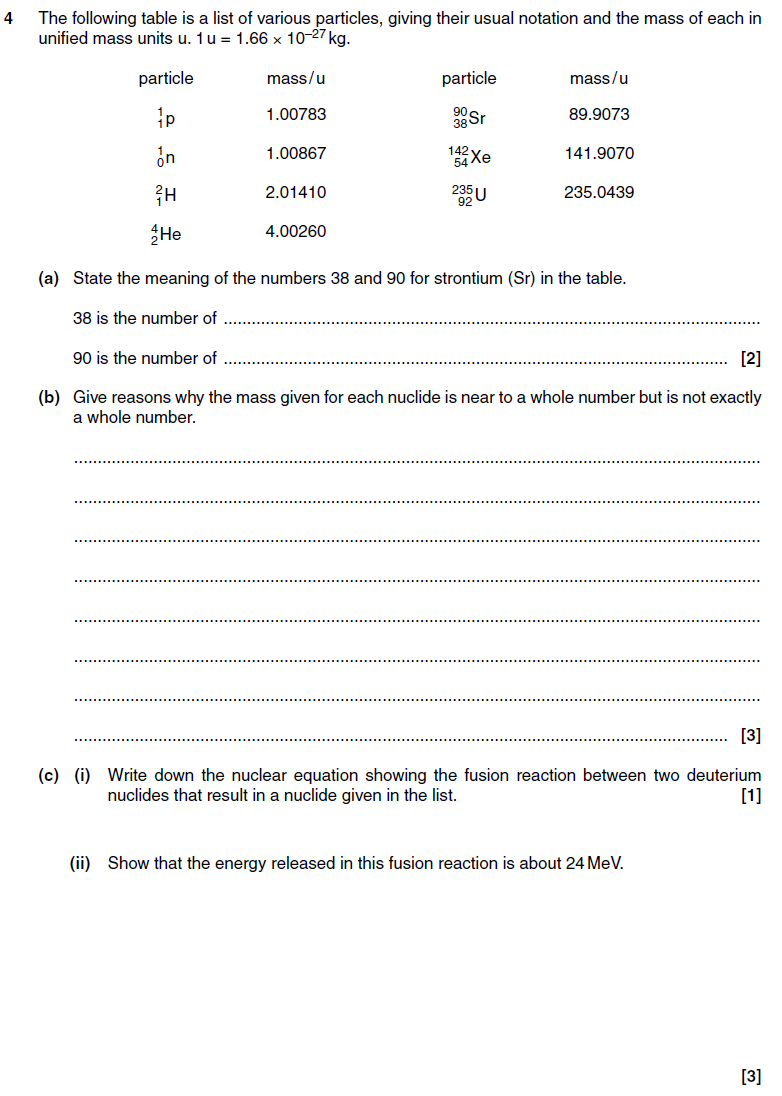 4 The following table is a list of various particles, giving their usual notation and the mass of each in
unified mass units u. 1 u = 1.66 × 10⁻²⁷ kg.
particle mass / u particle mass / u
¹₁p 1.00783 ⁹⁰₃₈Sr 89.9073
¹₀n 1.00867 ¹⁴²₅₄Xe 141.9070
²₁H 2.01410 ²³⁵₉₂U 235.0439
⁴₂He 4.00260
(a) State the meaning of the numbers 38 and 90 for strontium (Sr) in the table.
38 is the number of ..........
90 is the number of .......... [2]
(b) Give reasons why the mass given for each nuclide is near to a whole number but is not exactly
a whole number.
[3]
(c) (i) Write down the nuclear equation showing the fusion reaction between two deuterium
nuclides that result in a nuclide given in the list. [1]
(ii) Show that the energy released in this fusion reaction is about 24 MeV.
[3]